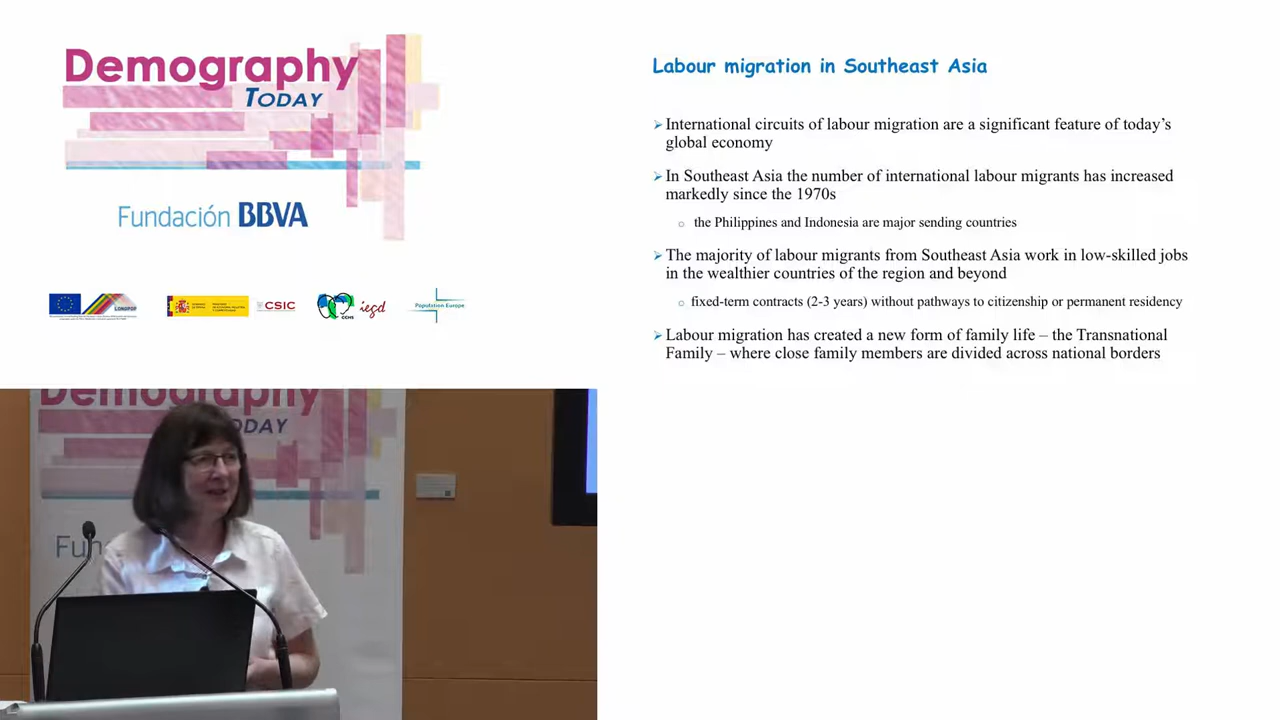 Demography
TODAY
Fundación BBVA
LONGPOP
CSIC
CCHS
iegd
Population Europe
Labour migration in Southeast Asia
➢International circuits of labour migration are a significant feature of today's
global economy
➢In Southeast Asia the number of international labour migrants has increased
markedly since the 1970s
o the Philippines and Indonesia are major sending countries
➢The majority of labour migrants from Southeast Asia work in low-skilled jobs
in the wealthier countries of the region and beyond
o fixed-term contracts (2-3 years) without pathways to citizenship or permanent residency
➢Labour migration has created a new form of family life – the Transnational
Family – where close family members are divided across national borders
Demography
ODAY
Fun